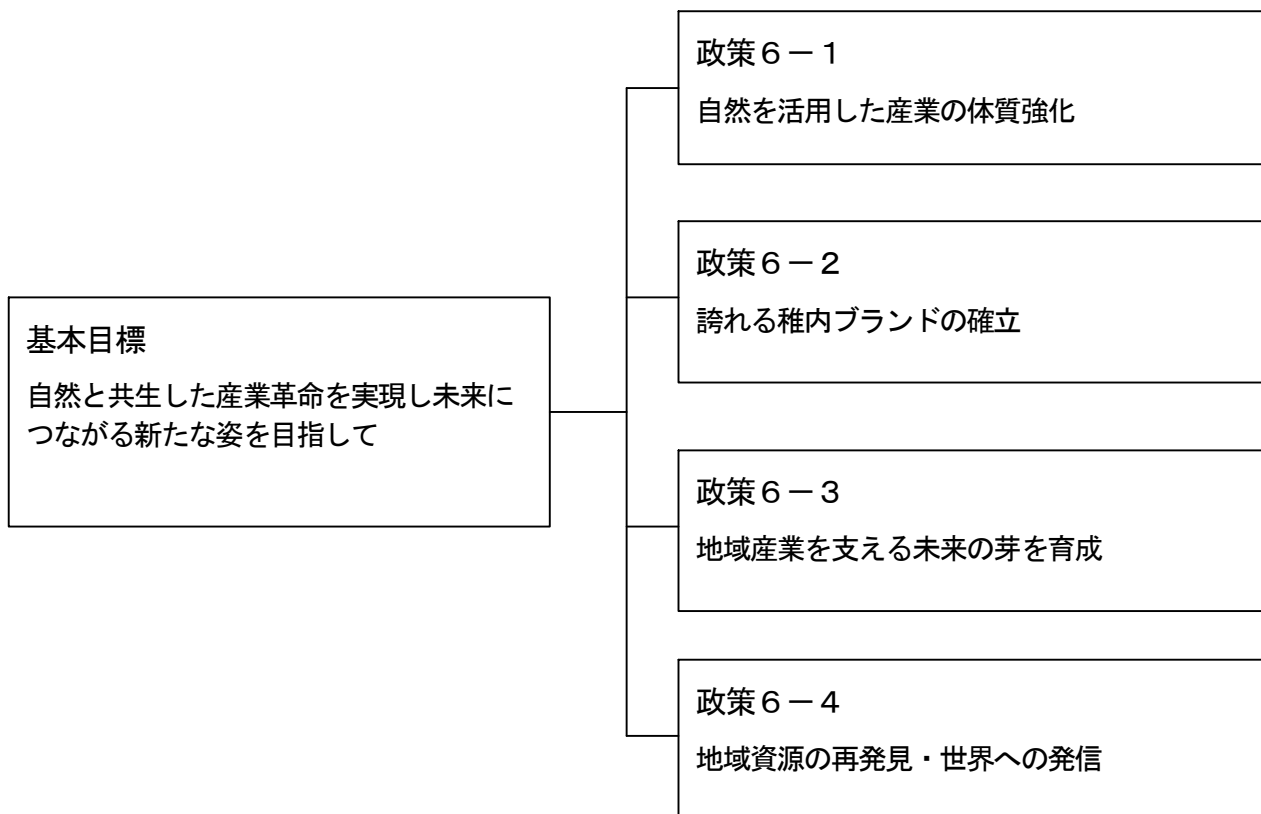 政策６－１
自然を活用した産業の体質強化
政策６－２
誇れる稚内ブランドの確立
基本目標
自然と共生した産業革命を実現し未来に
つながる新たな姿を目指して
政策６－３
地域産業を支える未来の芽を育成
政策６－４
地域資源の再発見・世界への発信